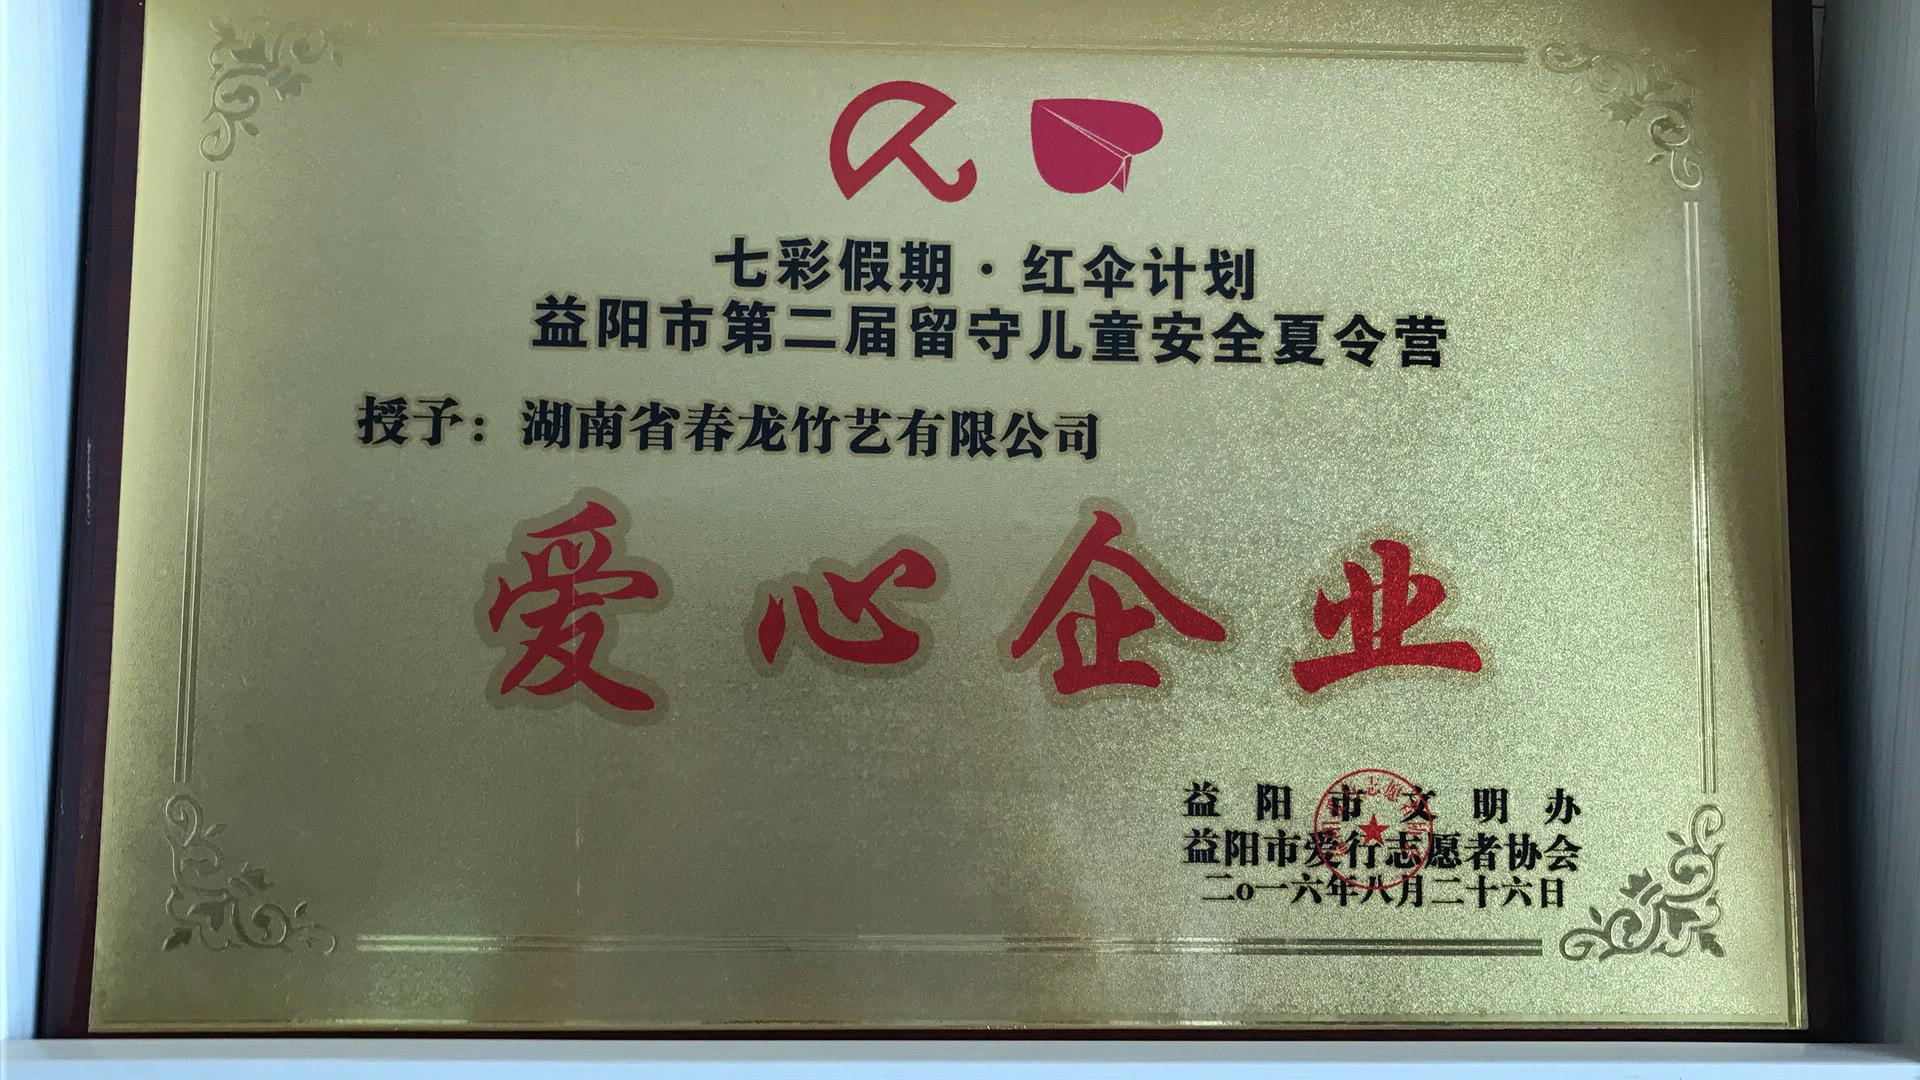 七彩假期·红伞计划
益阳市第二届留守儿童安全夏令营
授予：湖南省春龙竹艺有限公司
爱心企业
益阳市文明办
益阳市爱行志愿者协会
二o一六年八月二十六日